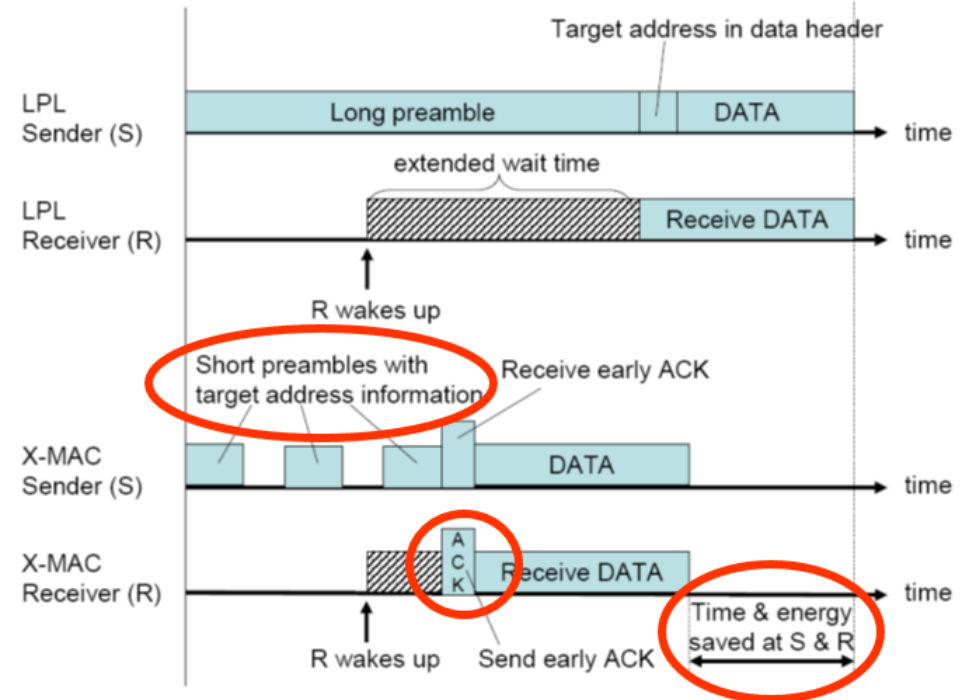 Target address in data header
LPL
Sender (S)
Long preamble
DATA
time
extended wait time
LPL
Receiver (R)
Receive DATA
time
R wakes up
Short preambles with
target address information
Receive early ACK
X-MAC
Sender (S)
DATA
time
X-MAC
Receiver (R)
A
C
K
Receive DATA
time
Time & energy
saved at S & R
R wakes up
Send early ACK